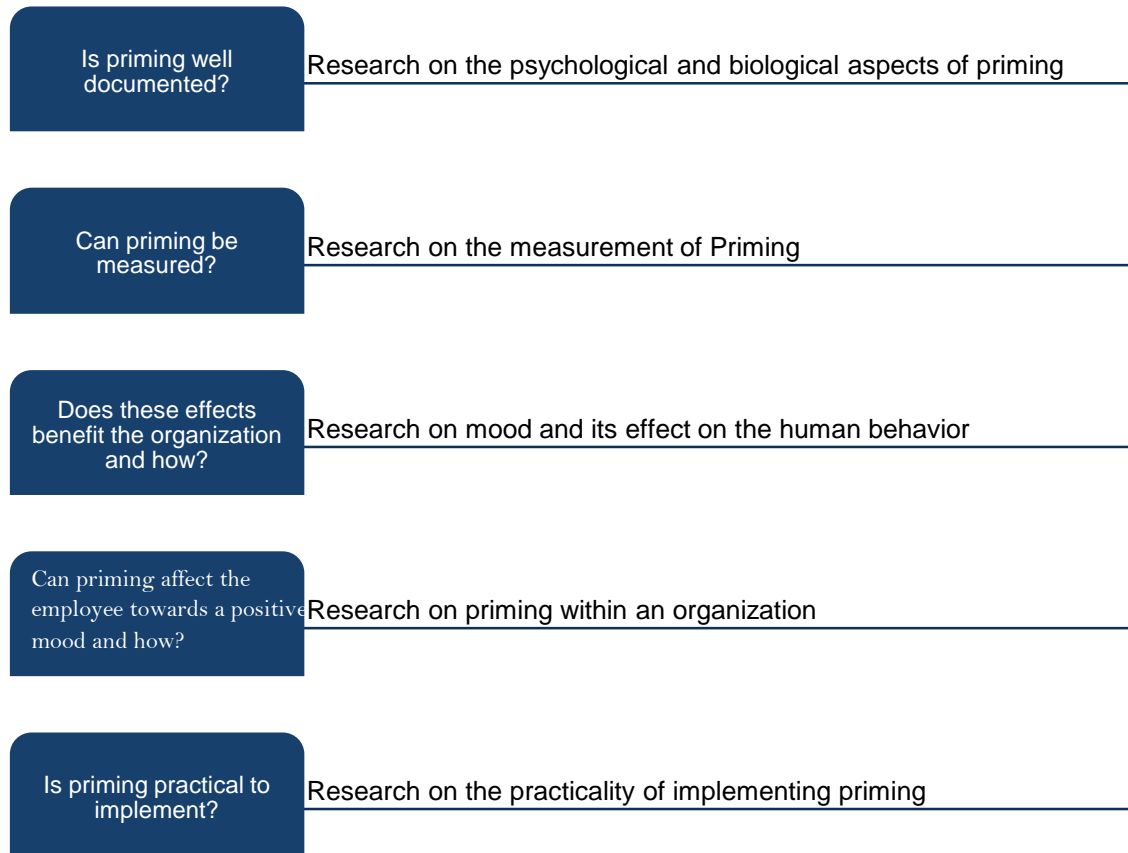 Is priming well
documented?
Research on the psychological and biological aspects of priming
Can priming be
measured?
Research on the measurement of Priming
Does these effects
benefit the organization
and how?
Research on mood and its effect on the human behavior
Can priming affect the
employee towards a positive
mood and how?
Research on priming within an organization
Is priming practical to
implement?
Research on the practicality of implementing priming